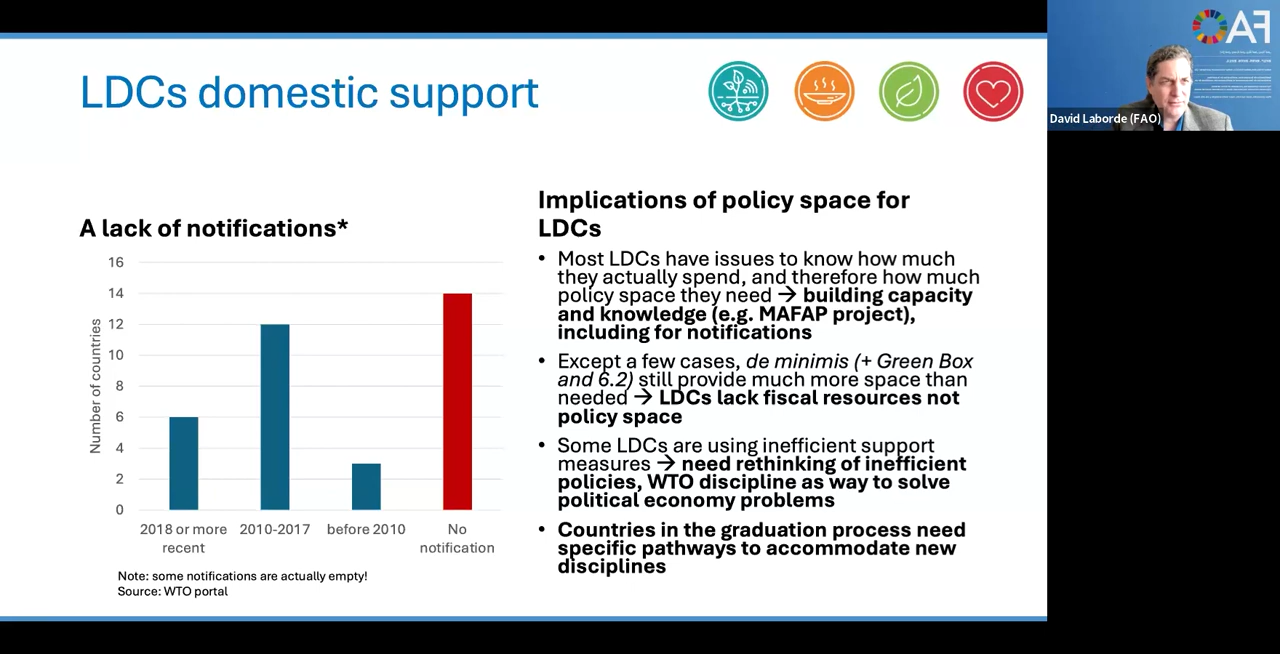 LDCs domestic support
A lack of notifications*
16
14
12
10
8
6
4
2
0
Number of countries
2018 or more
recent
2010-2017
before 2010
No
notification
Note: some notifications are actually empty!
Source: WTO portal
Implications of policy space for
LDCs
• Most LDCs have issues to know how much
they actually spend, and therefore how much
policy space they need → building capacity
and knowledge (e.g. MAFAP project),
including for notifications
• Except a few cases, de minimis (+ Green Box
and 6.2) still provide much more space than
needed → LDCs lack fiscal resources not
policy space
• Some LDCs are using inefficient support
measures → need rethinking of inefficient
policies, WTO discipline as way to solve
political economy problems
• Countries in the graduation process need
specific pathways to accommodate new
disciplines
FAO
David Laborde (FAO)